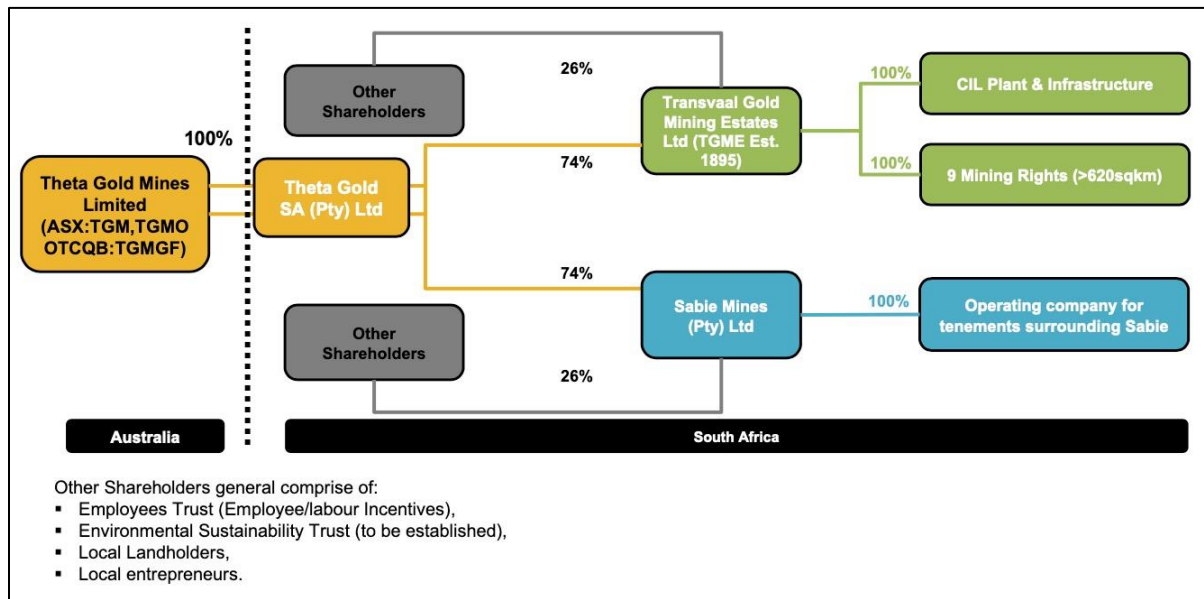 Other
Shareholders
26%
100%
CIL Plant & Infrastructure
Transvaal Gold
Mining Estates
Ltd (TGME Est.
1895)
100%
Theta Gold Mines
Limited
(ASX:TGM,TGMO
OTCQB:TGMGF)
Theta Gold
SA (Pty) Ltd
74%
100%
9 Mining Rights (>620sqkm)
74%
Sabie Mines
(Pty) Ltd
100%
Operating company for
tenements surrounding Sabie
Other
Shareholders
26%
Australia
South Africa
Other Shareholders general comprise of:
▪ Employees Trust (Employee/labour Incentives),
▪ Environmental Sustainability Trust (to be established),
▪ Local Landholders,
▪ Local entrepreneurs.